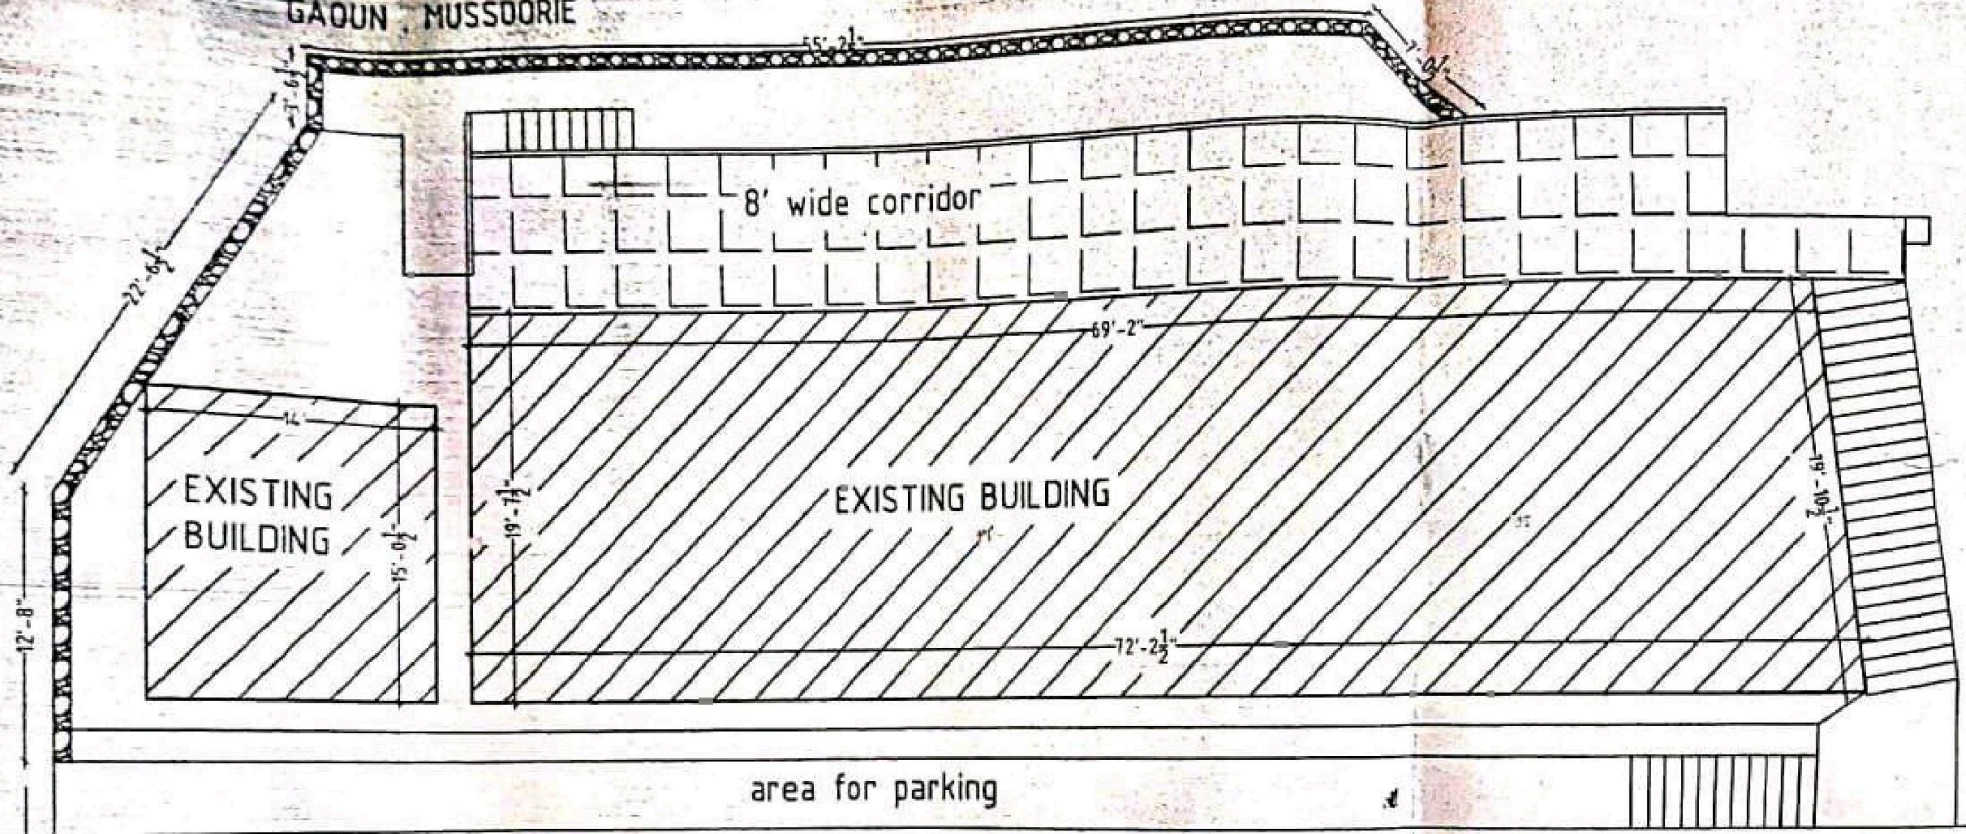 GAOUN . MUSSOORIE
55'-2½"
7'-0½"
3'-6½"
22'-6½"
8' wide corridor
69'-2"
14'
EXISTING
BUILDING
15'-0½"
19'-7½"
EXISTING BUILDING
19'-10½"
72'-2½"
12'-8"
area for parking